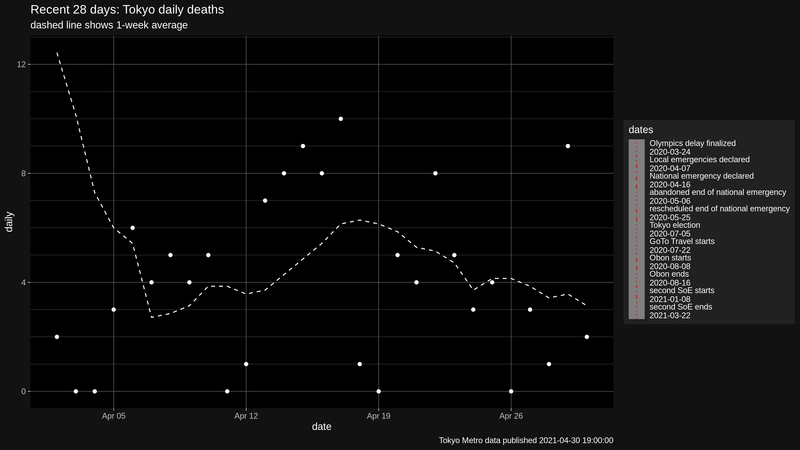 Recent 28 days: Tokyo daily deaths
dashed line shows 1-week average
12
8
4
0
daily
Apr 05
Apr 12
Apr 19
Apr 26
date
dates
Olympics delay finalized
2020-03-24
Local emergencies declared
2020-04-07
National emergency declared
2020-04-16
abandoned end of national emergency
2020-05-06
rescheduled end of national emergency
2020-05-25
Tokyo election
2020-07-05
GoTo Travel starts
2020-07-22
Obon starts
2020-08-08
Obon ends
2020-08-16
second SoE starts
2021-01-08
second SoE ends
2021-03-22
Tokyo Metro data published 2021-04-30 19:00:00